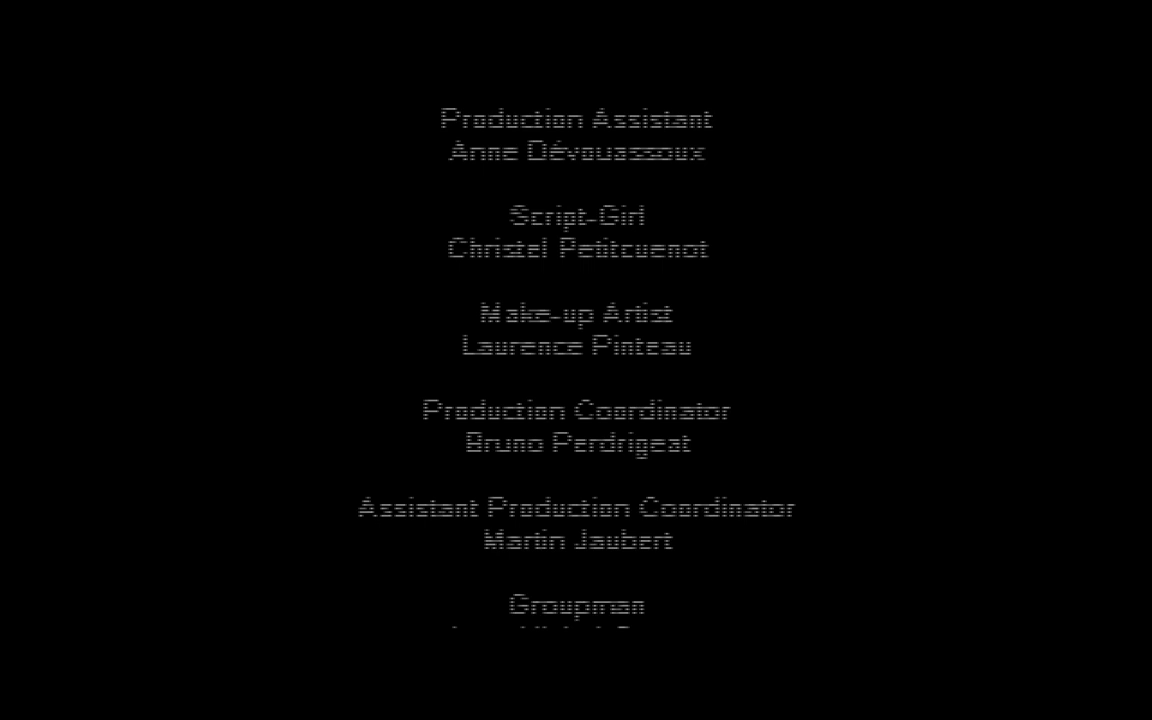 Production Assistant
Anne Dévouassoux
Script-Girl
Christel Petitcuenot
Make-up Artist
Laurence Pinteau
Production Coordinator
Bruno Perdrigeat
Assistant Production Coordinator
Martin Jaubert
Groupman